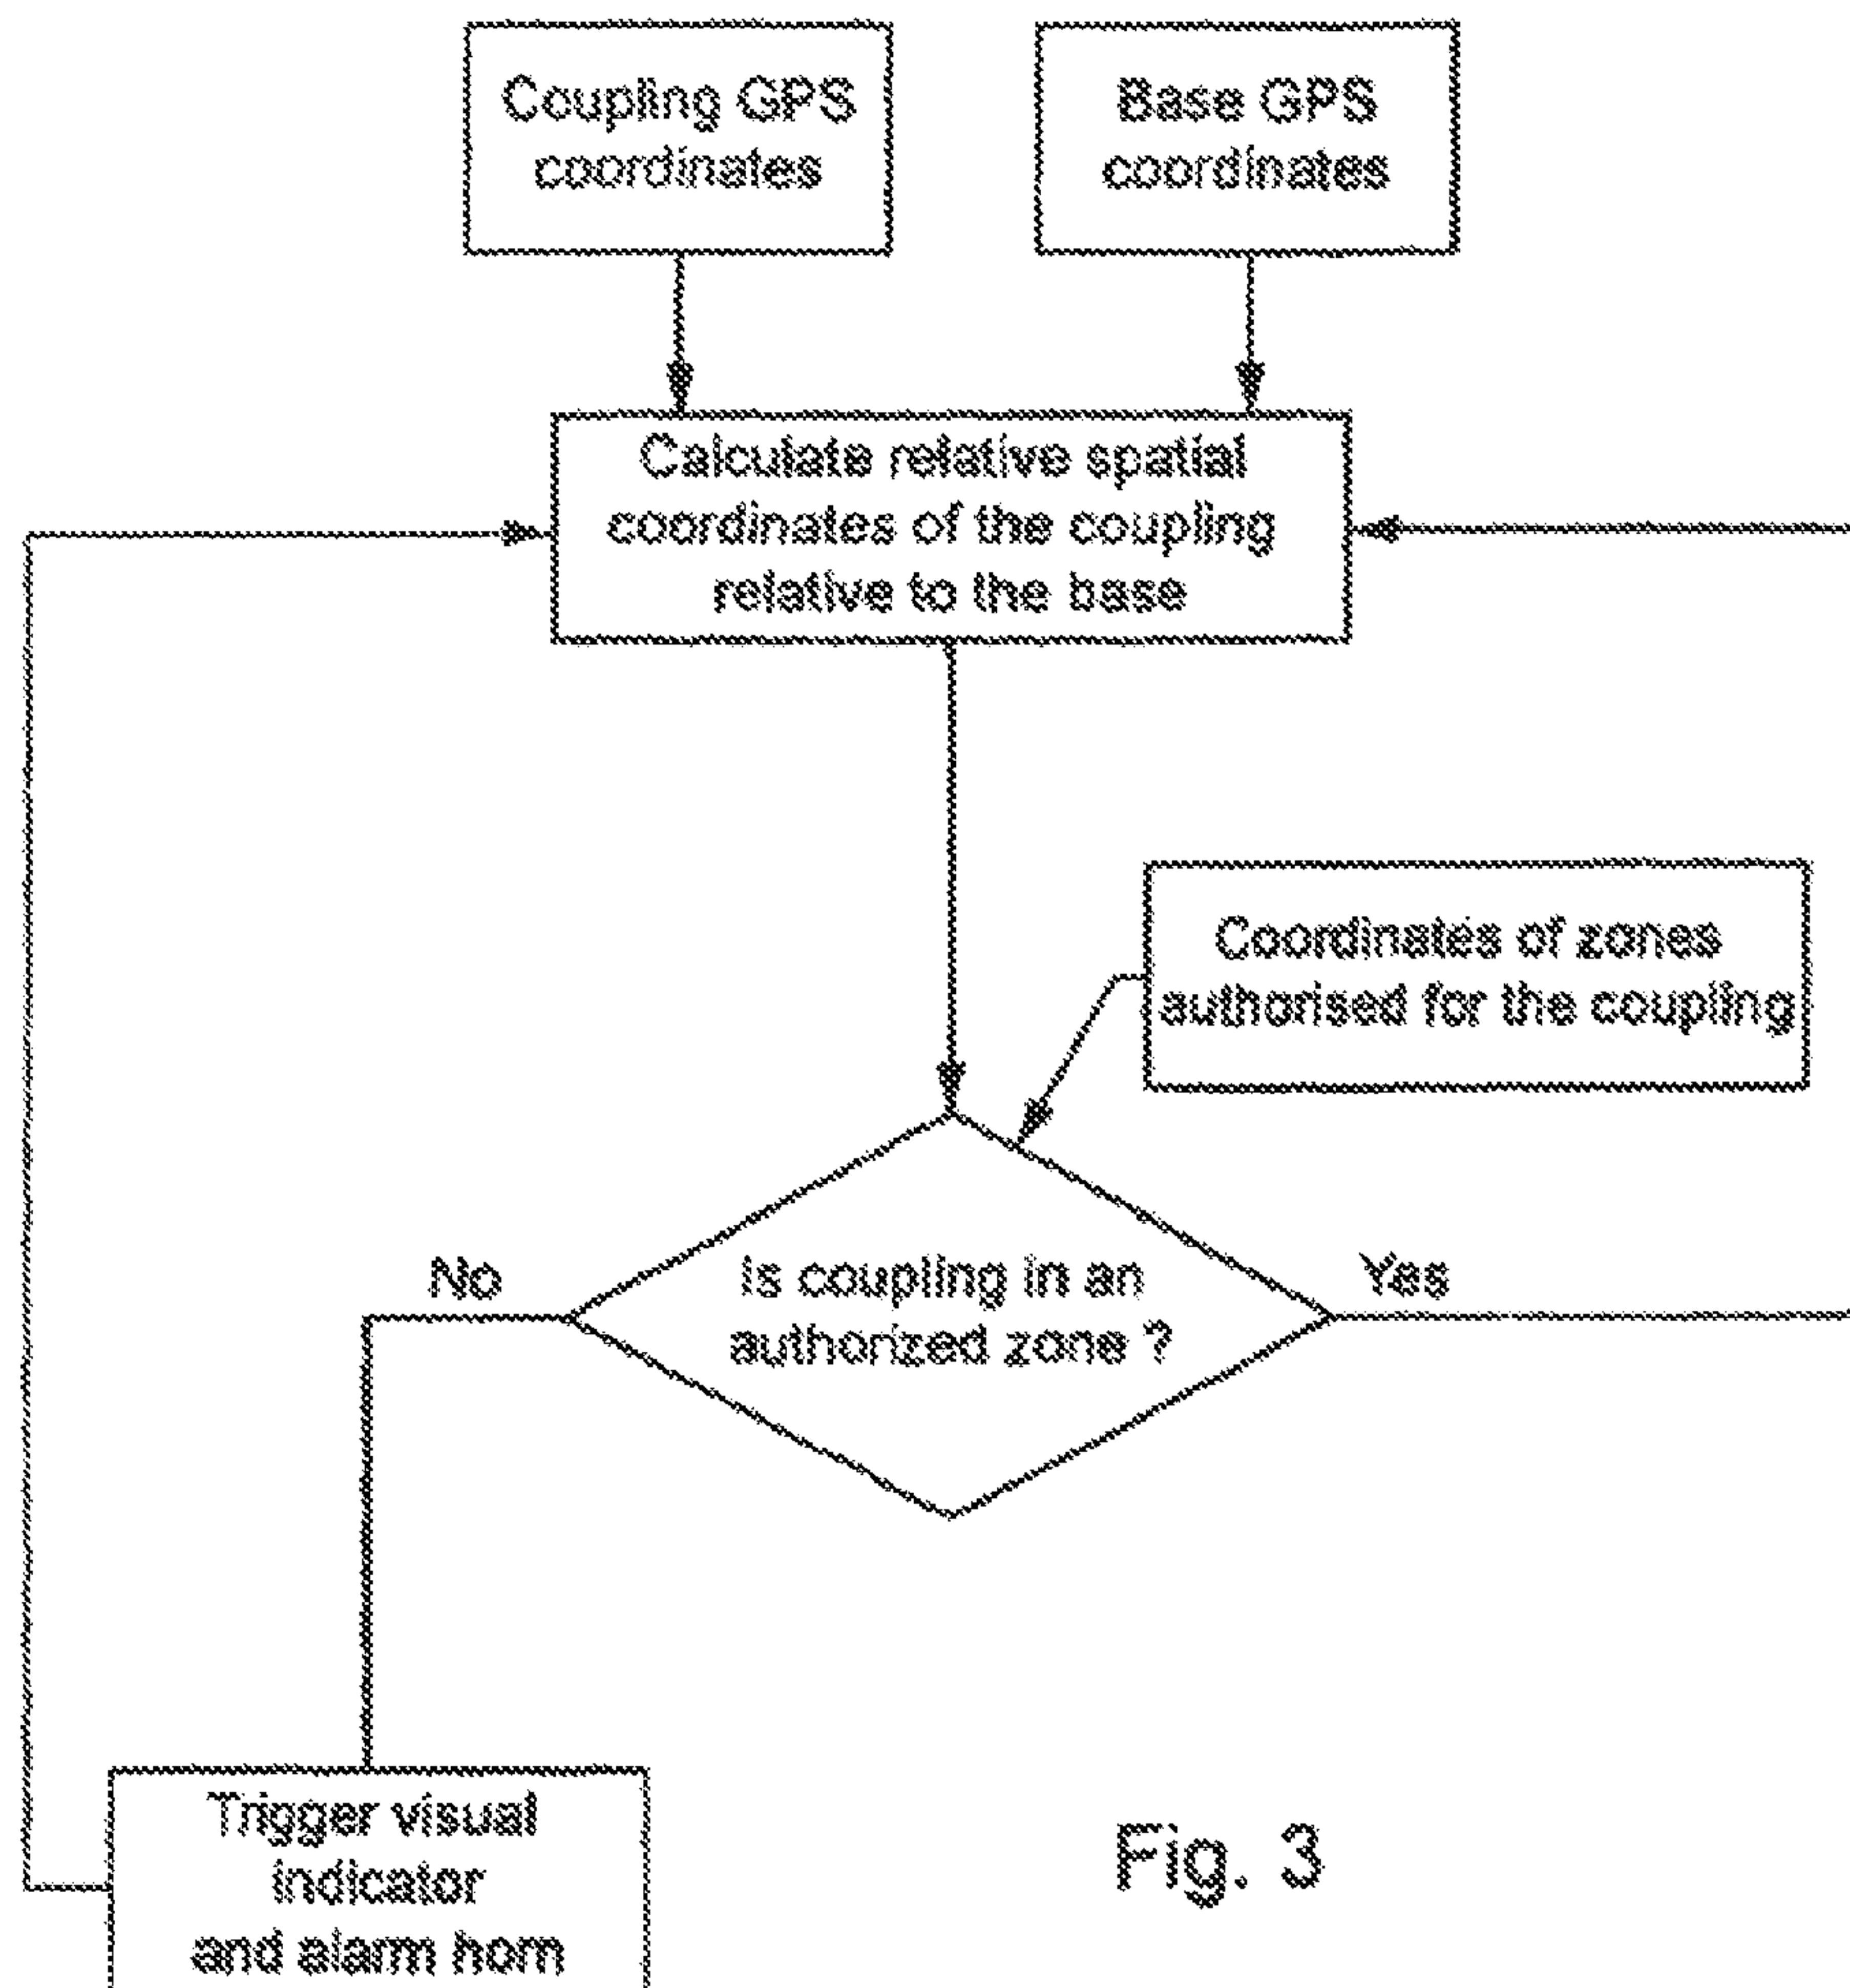 Coupling GPS
coordinates
Base GPS
coordinates
Calculate relative spatial
coordinates of the coupling
relative to the base
Coordinates of zones
authorised for the coupling
No
Is coupling in an
authorized zone ?
Yes
Trigger visual
indicator
and alarm horn
Fig. 3